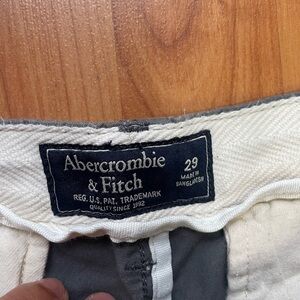 Abercrombie
& Fitch
29
REG. U.S. PAT. TRADEMARK
MADE IN
BANGLADESH
QUALITY SINCE 1892